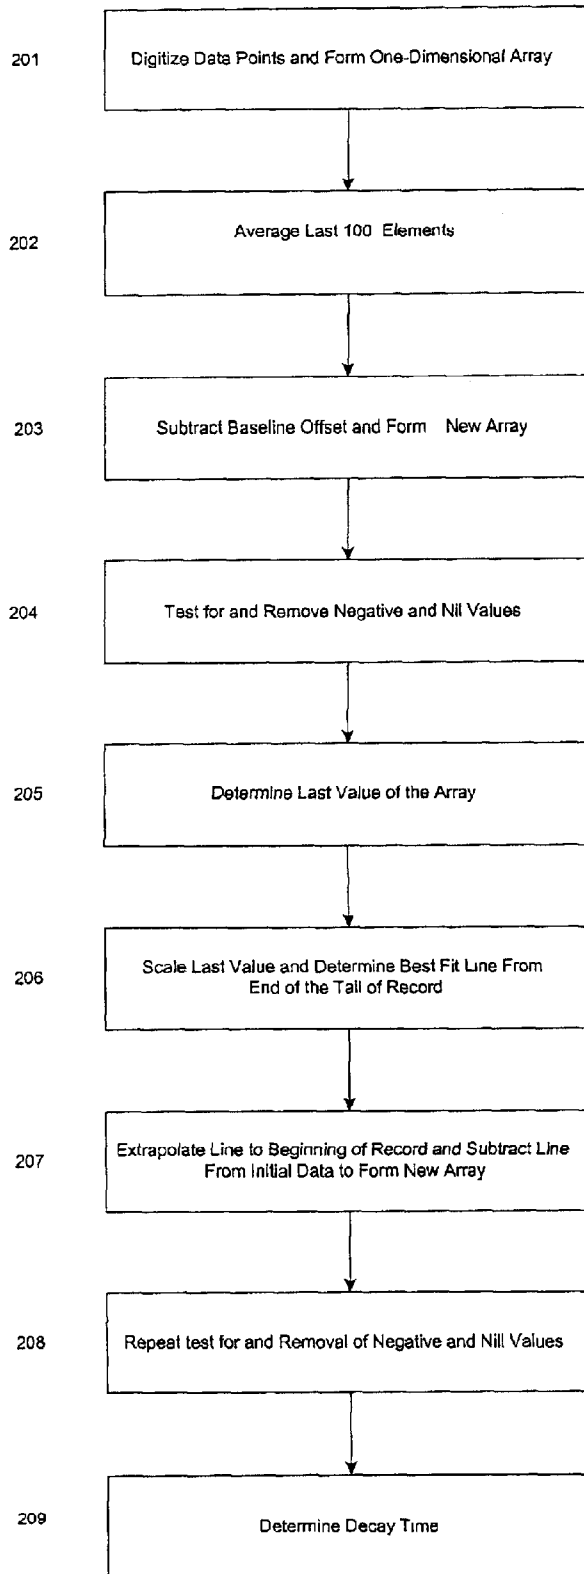 201 Digitize Data Points and Form One-Dimensional Array
202 Average Last 100 Elements
203 Subtract Baseline Offset and Form New Array
204 Test for and Remove Negative and Nil Values
205 Determine Last Value of the Array
206 Scale Last Value and Determine Best Fit Line From
End of the Tail of Record
207 Extrapolate Line to Beginning of Record and Subtract Line
From Initial Data to Form New Array
208 Repeat test for and Removal of Negative and Nill Values
209 Determine Decay Time